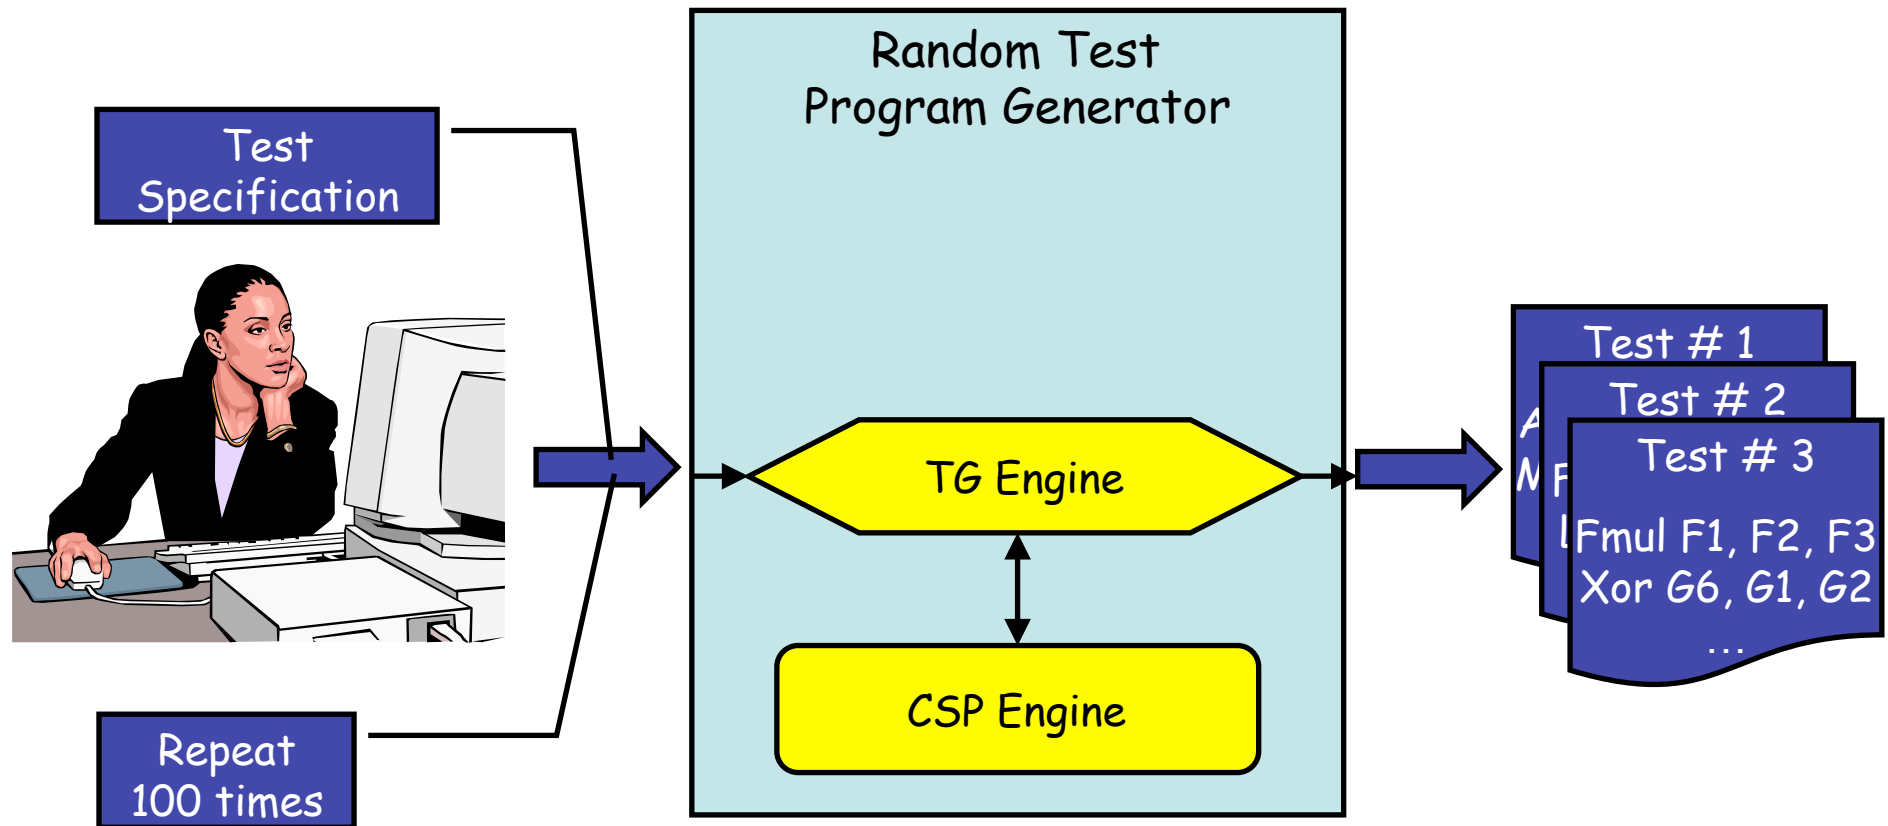 Random Test
Program Generator
Test
Specification
Repeat
100 times
TG Engine
CSP Engine
Test # 1
Test # 2
Test # 3
Fmul F1, F2, F3
Xor G6, G1, G2
...